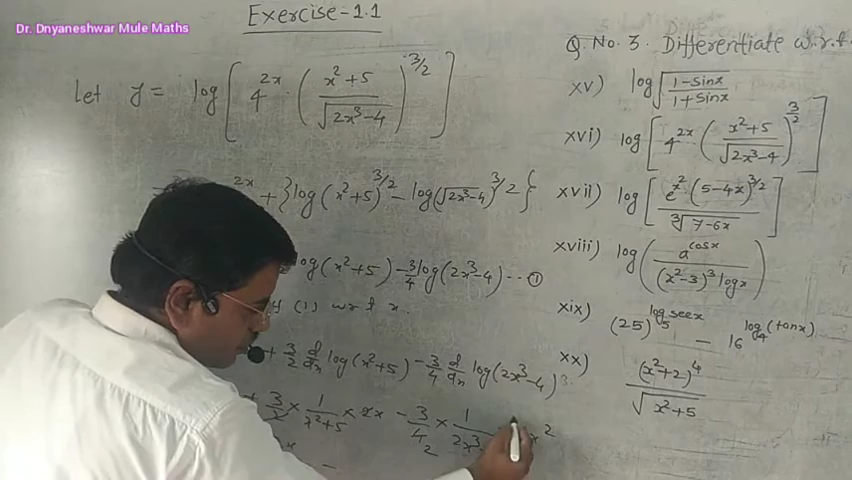 Dr. Dnyaneshwar Mule Maths
Exercise-1.1
let y = log[4^{2x} · ((x²+5)/√(2x³-4))^{3/2}]
2x + {log(x²+5)^{3/2} - log(√(2x³-4))^{3/2}}
log(x²+5) - 3/4 log(2x³-4) -- ①
(1) w r t x.
+ 3/2 d/dx log(x²+5) - 3/4 d/dx log(2x³-4)
3 × 1/(x²+5) × 2x - 3/4 2 × 1/2x³ x²
x -
Q. No. 3. Differentiate w.r.t.
xv) log√((1-sinx)/(1+sinx))
xvi) log[4^{2x} ((x²+5)/√(2x³-4))^{3/2}]
xvii) log[e^{x²}(5-4x)^{3/2}/∛(7-6x)]
xviii) log(a^{cosx}/((x²-3)³ logx))
xix) (25)^{log₅ secx} - 16^{log₄(tanx)}
xx) (x²+2)⁴/√(x²+5)